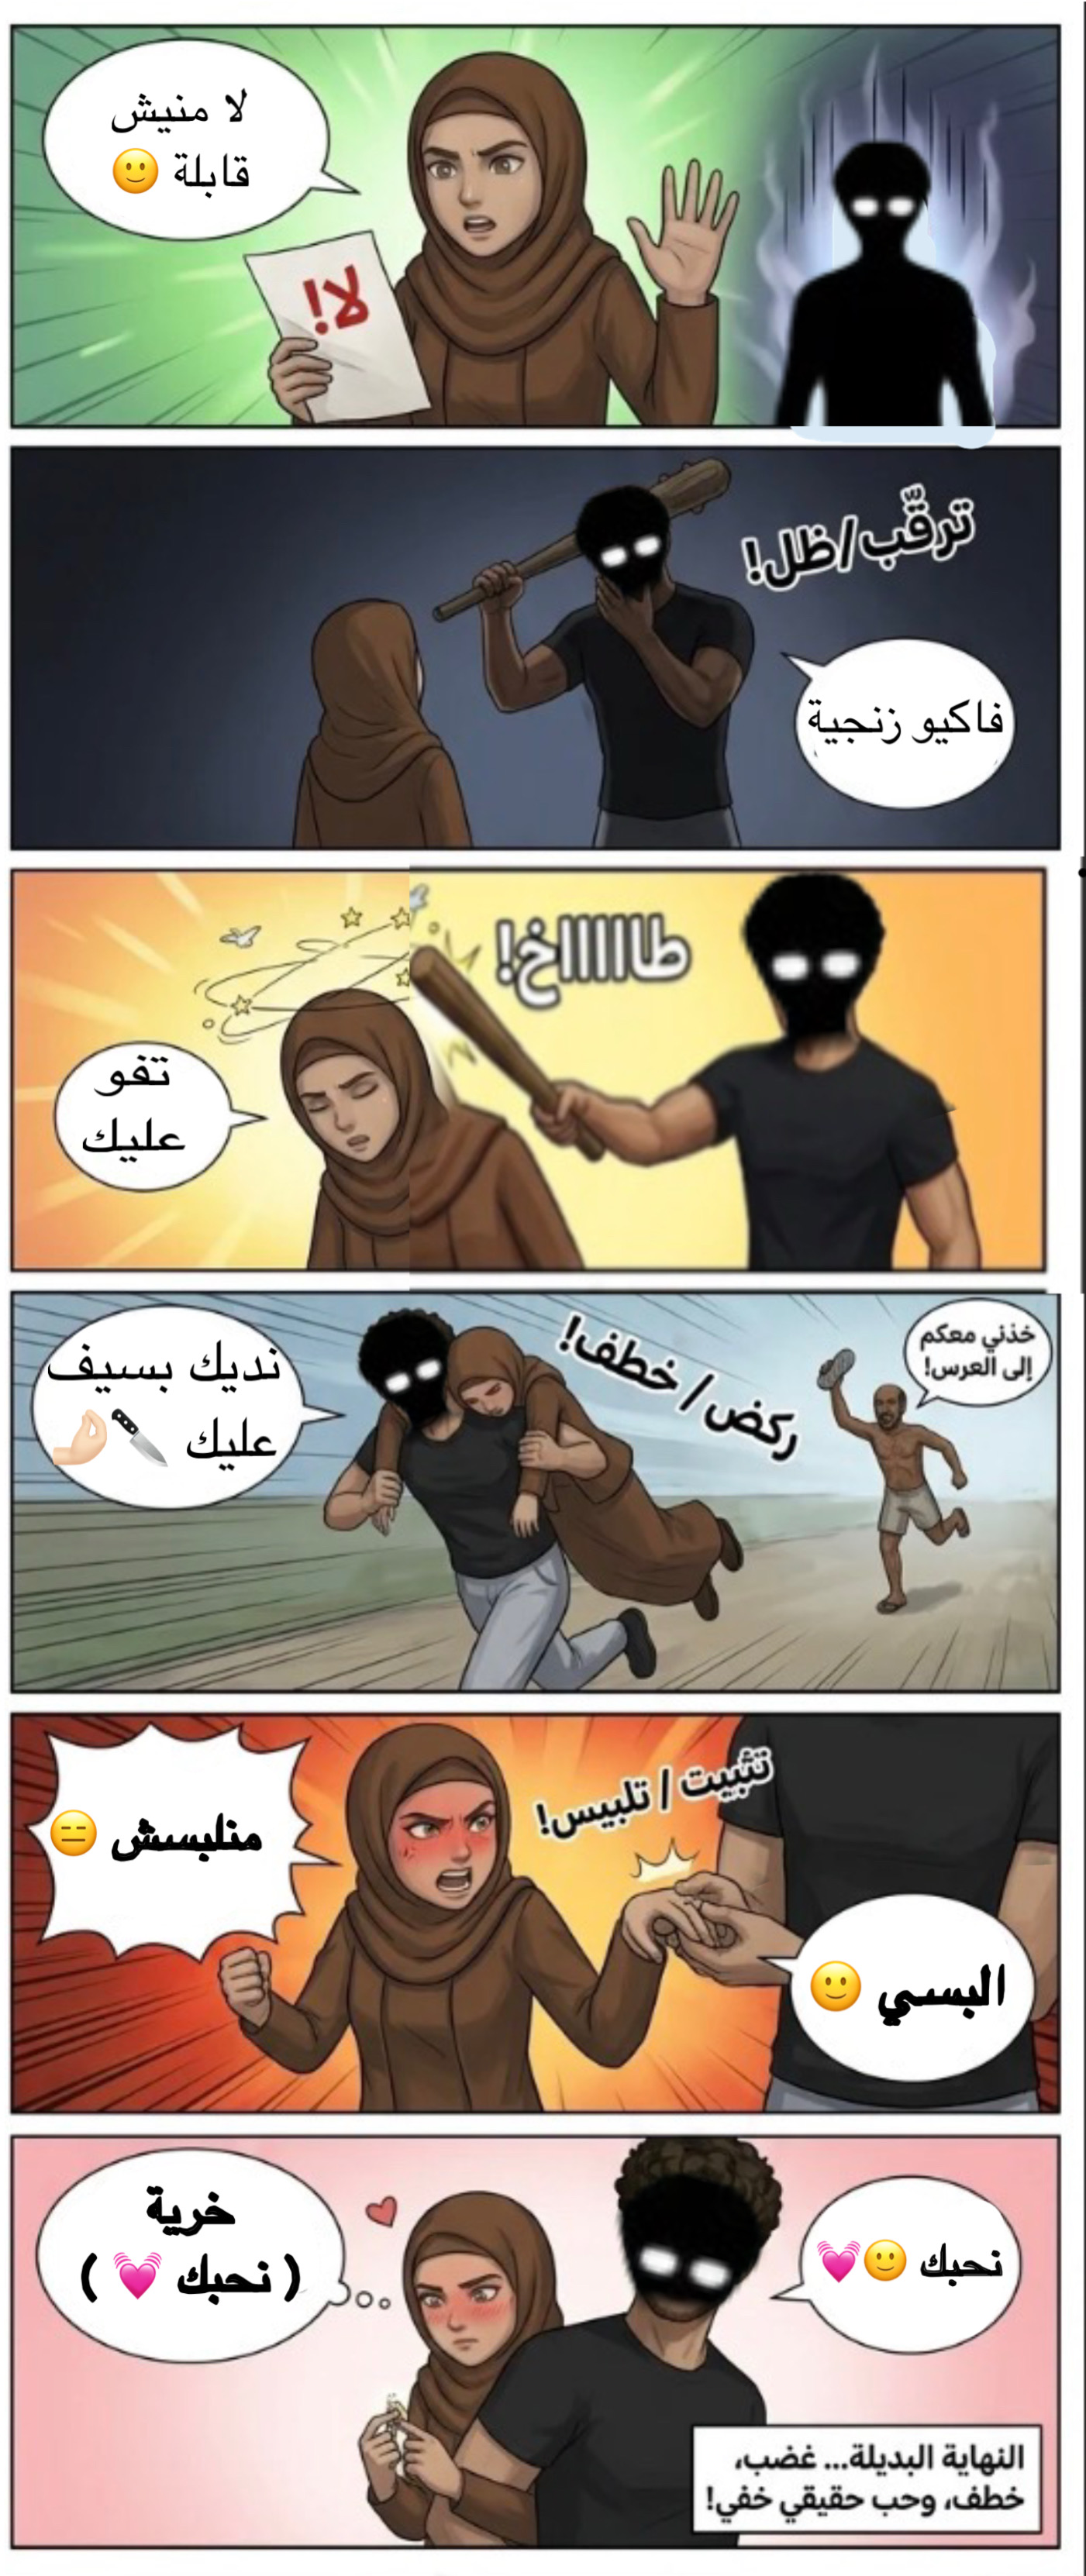 لا منيش
قابلة 🙂
لا!
ترقّب/ظل!
فاكيو زنجية
طاااااخ!
تفو
عليك
نديك بسيف
عليك 🔪🤌🏻
ركض / خطف!
خذني معكم
إلى العرس!
منلبسش 😑
تثبيت / تلبيس!
البسي 🙂
خرية
( نحبك 💓 )
نحبك 🙂💓
النهاية البديلة... غضب،
خطف، وحب حقيقي خفي!